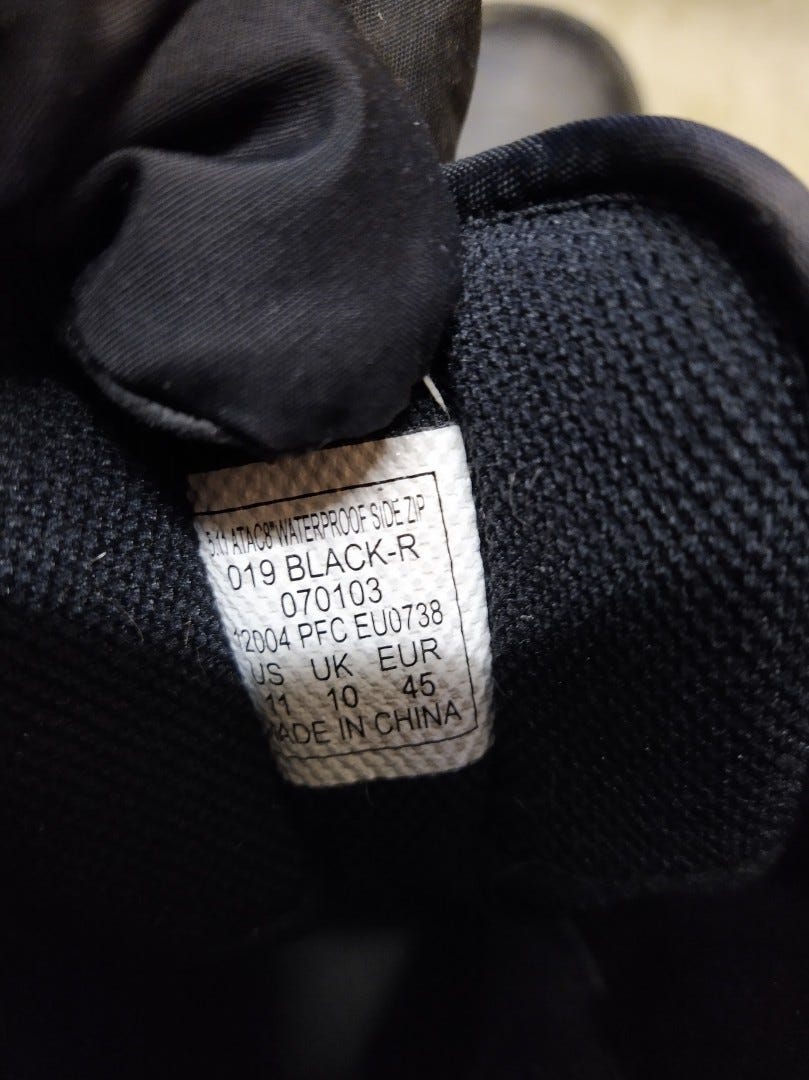 5.11 ATAC8" WATERPROOF SIDE ZIP
019 BLACK-R
070103
12004 PFC EU0738
US UK EUR
11 10 45
MADE IN CHINA